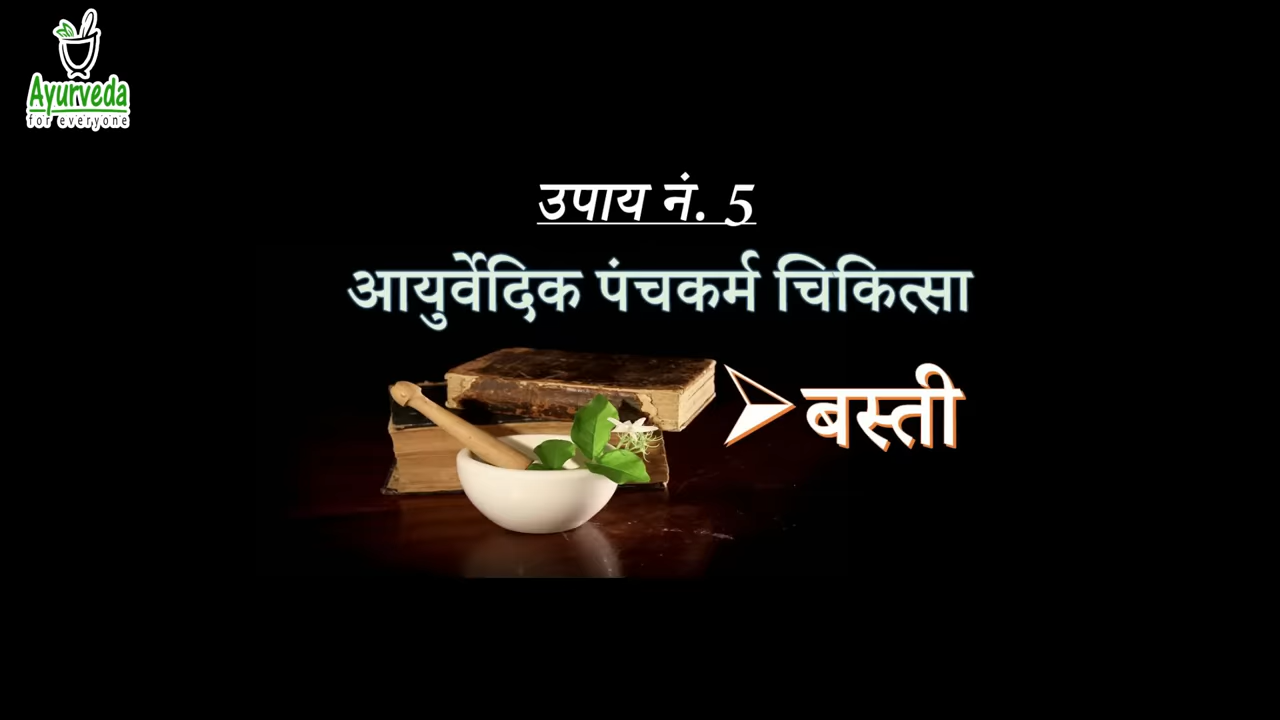 Ayurveda
for everyone
उपाय नं. 5
आयुर्वेदिक पंचकर्म चिकित्सा
बस्ती